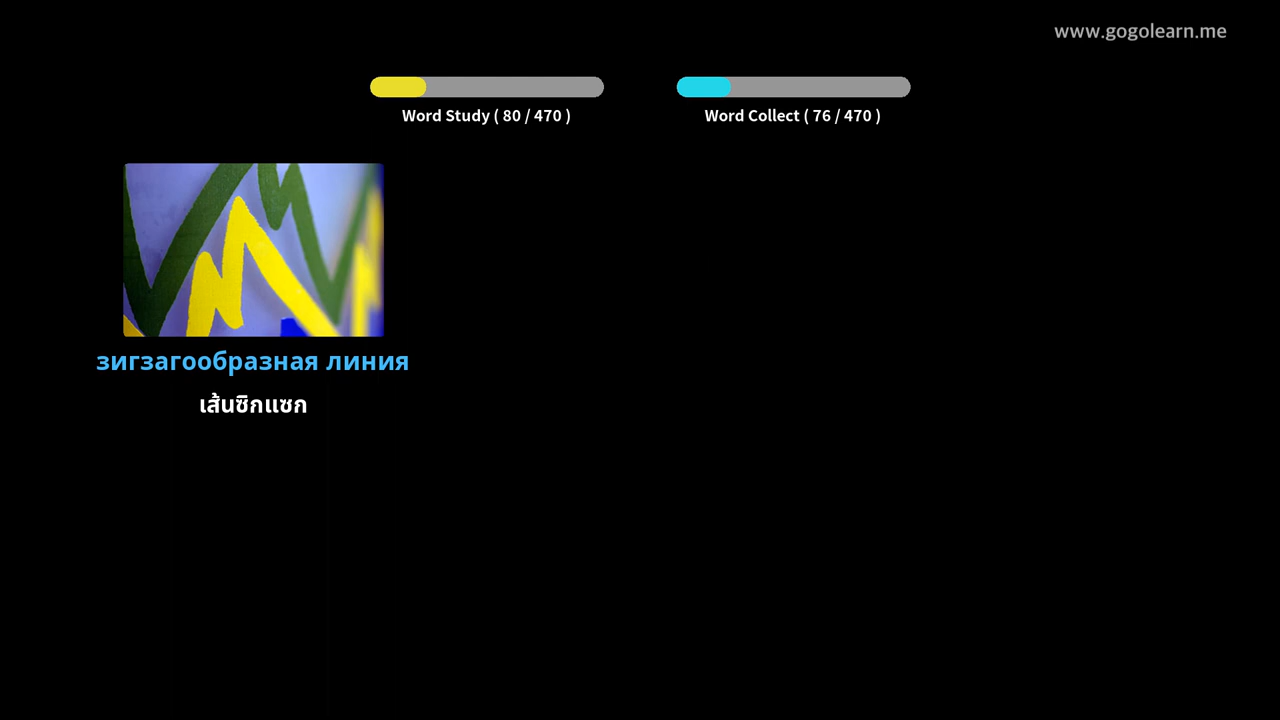 www.gogolearn.me
Word Study ( 80 / 470 )
Word Collect ( 76 / 470 )
зигзагообразная линия
เส้นซิกแซก